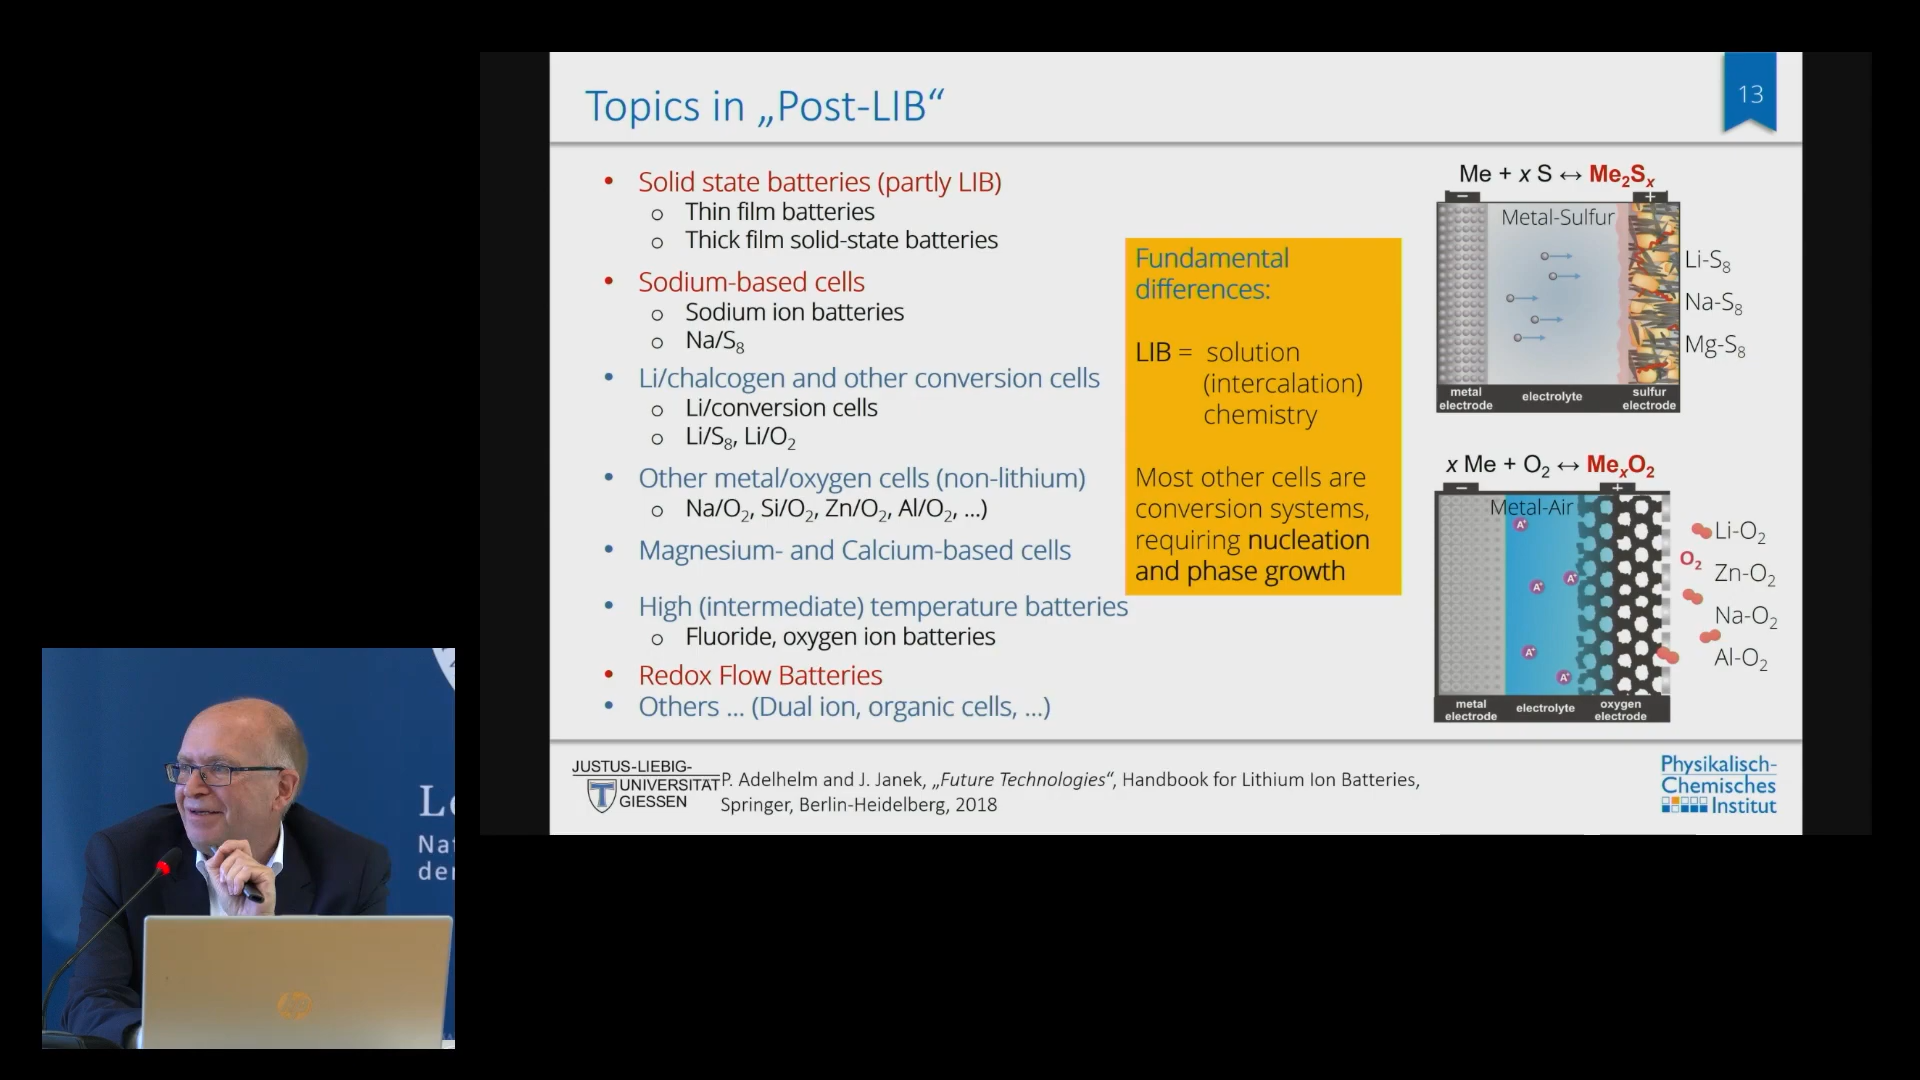 Topics in „Post-LIB“
13
• Solid state batteries (partly LIB)
o Thin film batteries
o Thick film solid-state batteries
• Sodium-based cells
o Sodium ion batteries
o Na/S8
• Li/chalcogen and other conversion cells
o Li/conversion cells
o Li/S8, Li/O2
• Other metal/oxygen cells (non-lithium)
o Na/O2, Si/O2, Zn/O2, Al/O2, ...)
• Magnesium- and Calcium-based cells
• High (intermediate) temperature batteries
o Fluoride, oxygen ion batteries
• Redox Flow Batteries
• Others ... (Dual ion, organic cells, ...)
Fundamental
differences:
LIB = solution
(intercalation)
chemistry
Most other cells are
conversion systems,
requiring nucleation
and phase growth
Me + x S ↔ Me2Sx
− +
Metal-Sulfur
Li-S8
Na-S8
Mg-S8
metal electrode
electrolyte
sulfur electrode
x Me + O2 ↔ MexO2
− +
Metal-Air
A+
A+
A+
A+
A+
O2
Li-O2
Zn-O2
Na-O2
Al-O2
metal electrode
electrolyte
oxygen electrode
JUSTUS-LIEBIG-
UNIVERSITÄT
GIESSEN
P. Adelhelm and J. Janek, „Future Technologies“, Handbook for Lithium Ion Batteries,
Springer, Berlin-Heidelberg, 2018
Physikalisch-
Chemisches
Institut
Le
Nat
der
hp